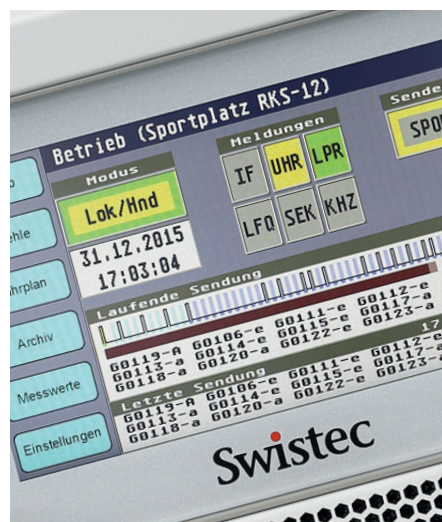 Betrieb (Sportplatz RKS-12)
Modus
Lok/Hnd
31.12.2015
17:03:04
Meldungen
IF UHR LPR
LFQ SEK KHZ
Archiv
Messwerte
Einstellungen
Laufende Sendung
G0119-A G0106-e G0111-e G0112-e
G0113-a G0114-e G0115-e G0117-a
G0118-a G0120-a G0122-e G0123-a
Letzte Sendung
G0119-A G0106-e G0111-e G0112-e
G0113-a G0114-e G0115-e G0117-a
G0118-a G0120-a G0122-e G0123-a
Swistec